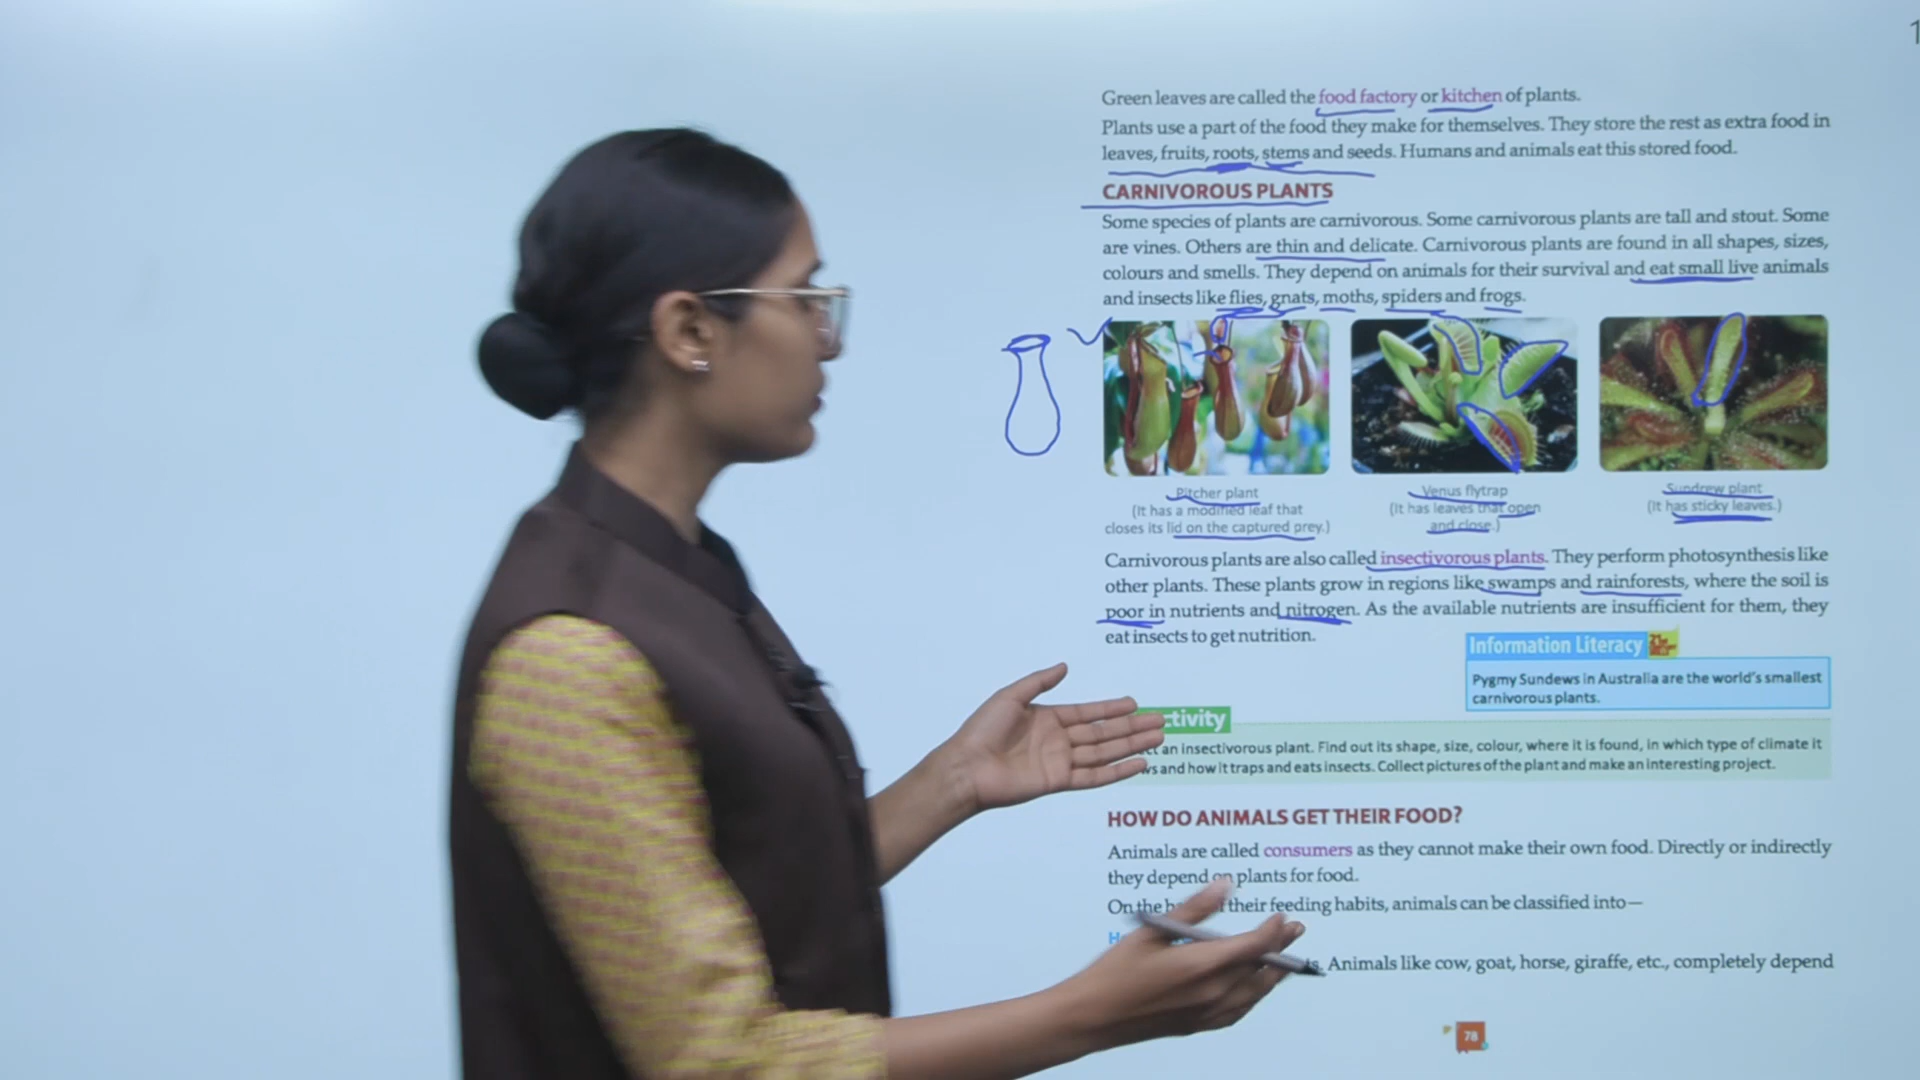 1
Green leaves are called the food factory or kitchen of plants.
Plants use a part of the food they make for themselves. They store the rest as extra food in
leaves, fruits, roots, stems and seeds. Humans and animals eat this stored food.
CARNIVOROUS PLANTS
Some species of plants are carnivorous. Some carnivorous plants are tall and stout. Some
are vines. Others are thin and delicate. Carnivorous plants are found in all shapes, sizes,
colours and smells. They depend on animals for their survival and eat small live animals
and insects like flies, gnats, moths, spiders and frogs.
Pitcher plant
(It has a modified leaf that
closes its lid on the captured prey.)
Venus flytrap
(It has leaves that open
and close.)
Sundrew plant
(It has sticky leaves.)
Carnivorous plants are also called insectivorous plants. They perform photosynthesis like
other plants. These plants grow in regions like swamps and rainforests, where the soil is
poor in nutrients and nitrogen. As the available nutrients are insufficient for them, they
eat insects to get nutrition.
Information Literacy
Pygmy Sundews in Australia are the world's smallest
carnivorous plants.
ctivity
an insectivorous plant. Find out its shape, size, colour, where it is found, in which type of climate it
ws and how it traps and eats insects. Collect pictures of the plant and make an interesting project.
HOW DO ANIMALS GET THEIR FOOD?
Animals are called consumers as they cannot make their own food. Directly or indirectly
they depend on plants for food.
On the their feeding habits, animals can be classified into—
Animals like cow, goat, horse, giraffe, etc., completely depend
78